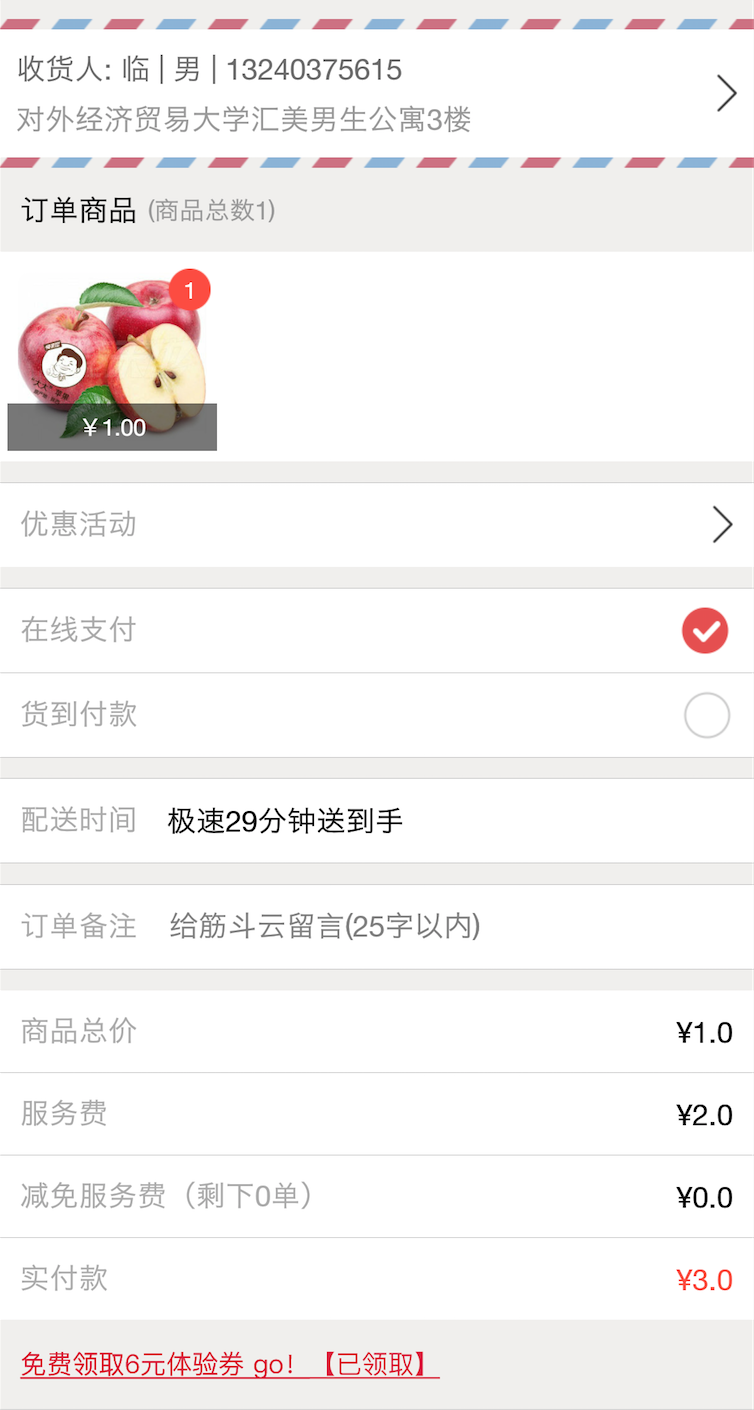 收货人: 临 | 男 | 13240375615
对外经济贸易大学汇美男生公寓3楼
订单商品 (商品总数1)
1
￥1.00
优惠活动
在线支付
货到付款
配送时间 极速29分钟送到手
订单备注 给筋斗云留言(25字以内)
商品总价 ¥1.0
服务费 ¥2.0
减免服务费（剩下0单） ¥0.0
实付款 ¥3.0
免费领取6元体验券 go! 【已领取】